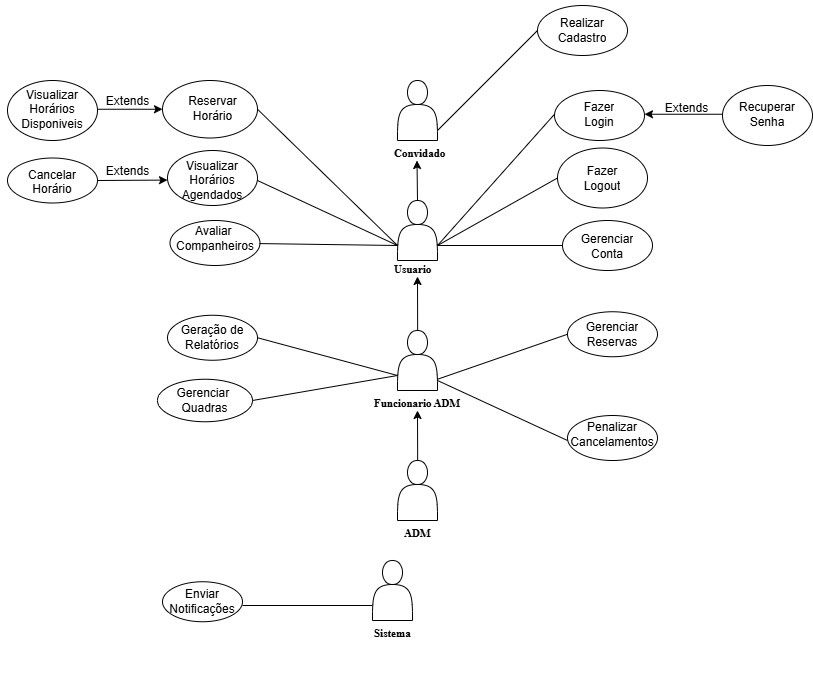 Realizar
Cadastro
Visualizar
Horários
Disponiveis
Extends
Reservar
Horário
Convidado
Fazer
Login
Extends
Recuperar
Senha
Cancelar
Horário
Extends
Visualizar
Horários
Agendados
Fazer
Logout
Avaliar
Companheiros
Usuario
Gerenciar
Conta
Geração de
Relatórios
Gerenciar
Reservas
Gerenciar
Quadras
Funcionario ADM
Penalizar
Cancelamentos
ADM
Enviar
Notificações
Sistema